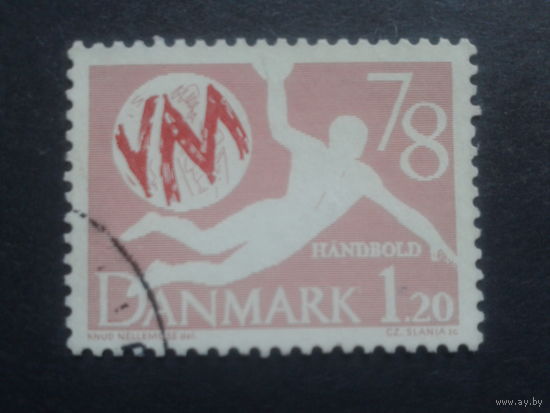 VM
78
HÅNDBOLD
DANMARK 1.20
KNUD NELLEMOSE del.
CZ. SLANIA sc.
www.ay.by